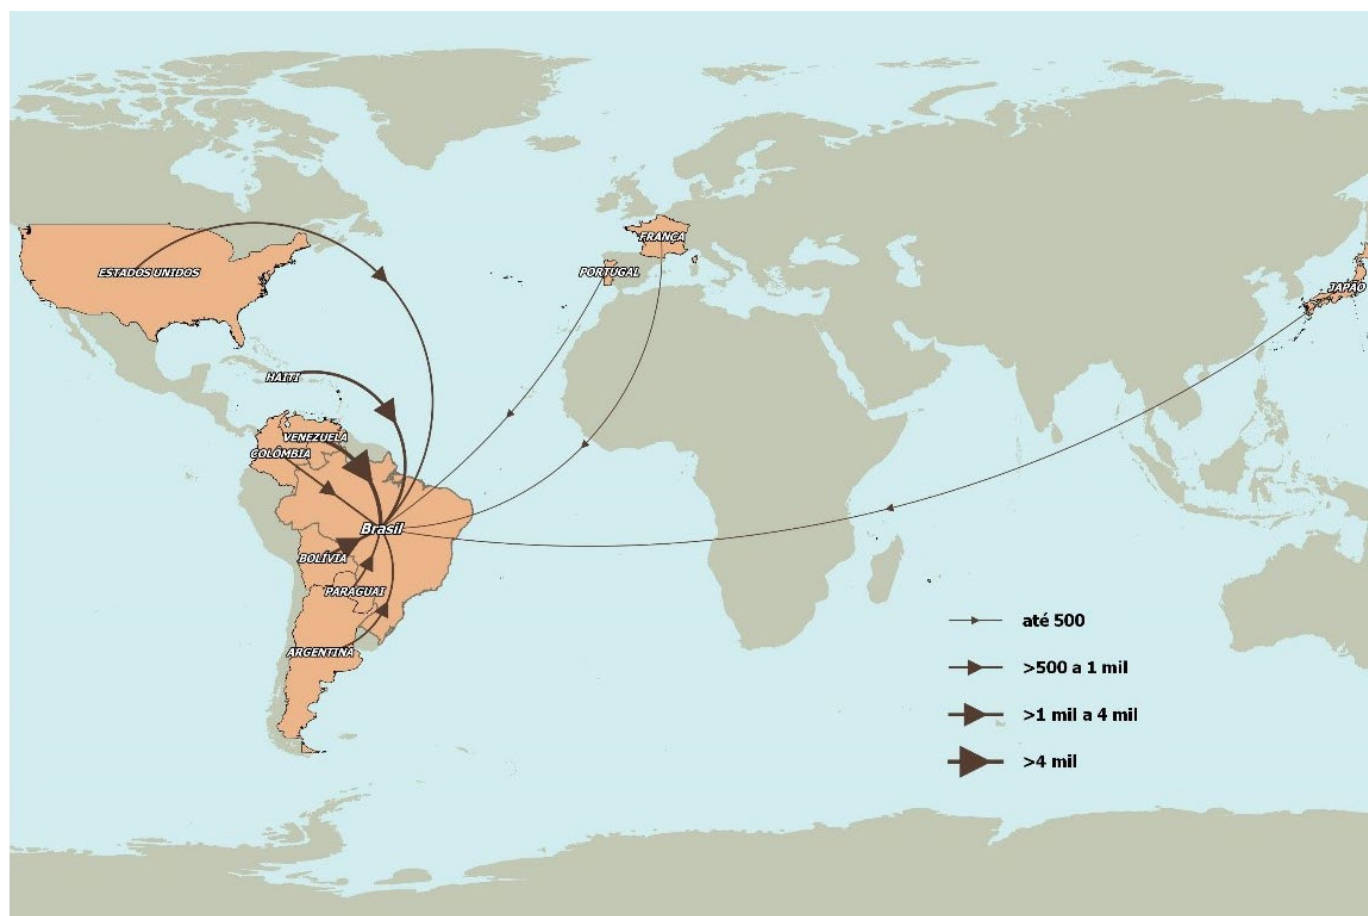 FRANÇA
ESTADOS UNIDOS
PORTUGAL
JAPÃO
HAITI
VENEZUELA
COLÔMBIA
Brasil
BOLÍVIA
PARAGUAI
ARGENTINA
até 500
>500 a 1 mil
>1 mil a 4 mil
>4 mil